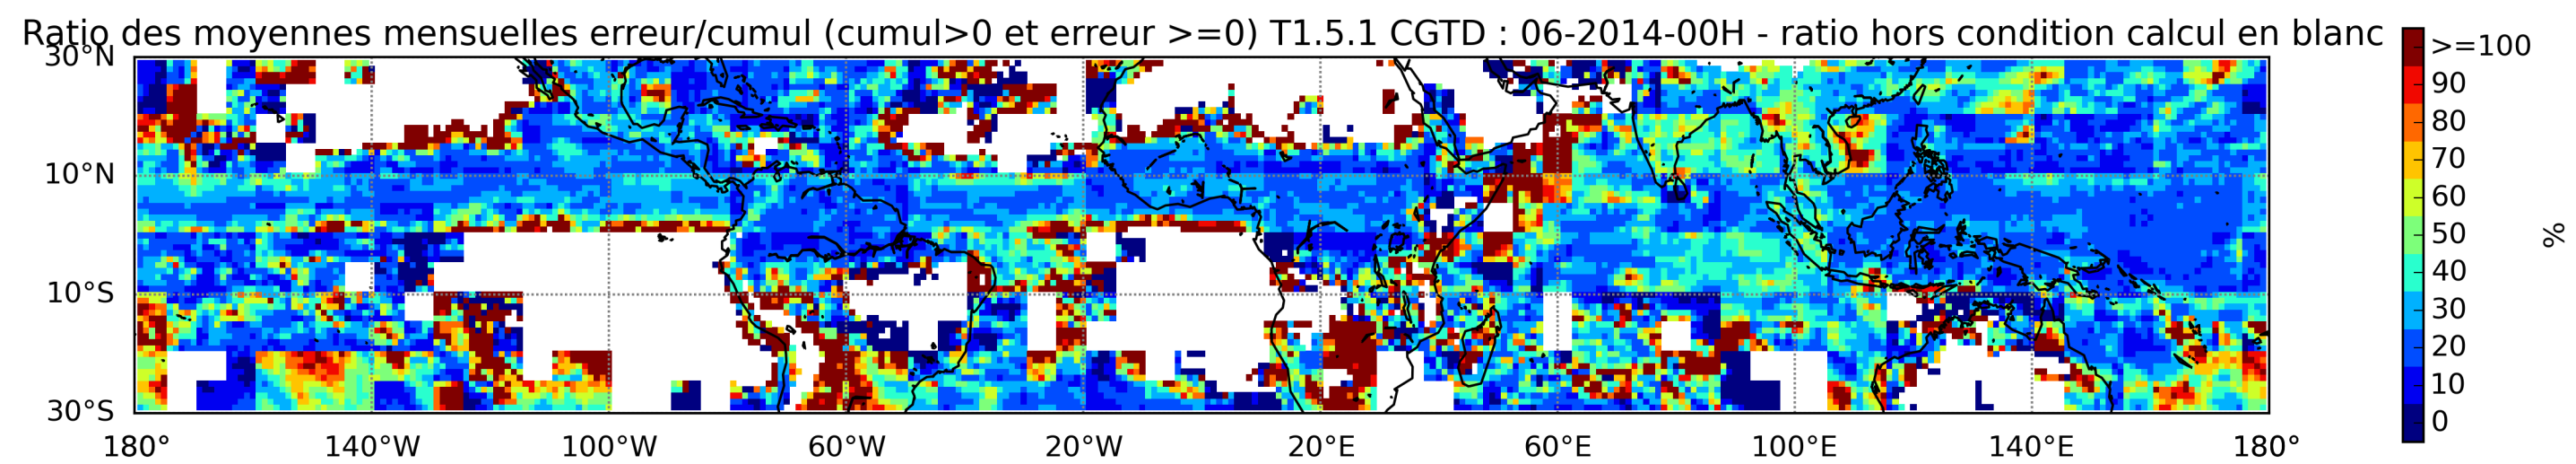 Ratio des moyennes mensuelles erreur/cumul (cumul>0 et erreur >=0) T1.5.1 CGTD : 06-2014-00H - ratio hors condition calcul en blanc
30°N
10°N
10°S
30°S
180° 140°W 100°W 60°W 20°W 20°E 60°E 100°E 140°E 180°
>=100
90
80
70
60
50
40
30
20
10
0
%